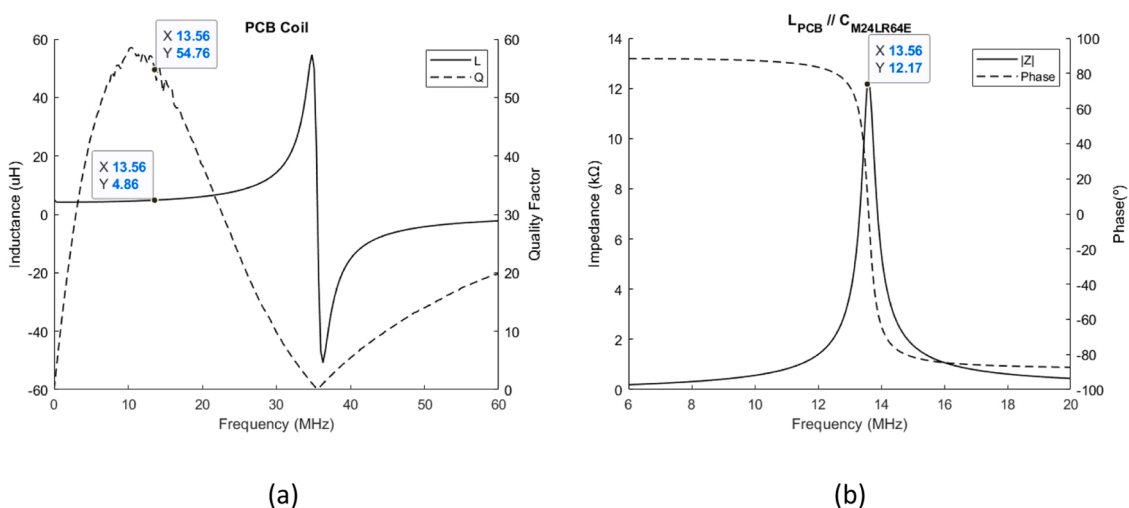 PCB Coil
X 13.56
Y 54.76
X 13.56
Y 4.86
L
Q
60
40
20
0
-20
-40
-60
Inductance (uH)
60
50
40
30
20
10
0
Quality Factor
0
10
20
30
40
50
60
Frequency (MHz)
(a)
L_PCB // C_M24LR64E
X 13.56
Y 12.17
|Z|
Phase
14
12
10
8
6
4
2
0
Impedance (kΩ)
100
80
60
40
20
0
-20
-40
-60
-80
-100
Phase(°)
6
8
10
12
14
16
18
20
Frequency (MHz)
(b)